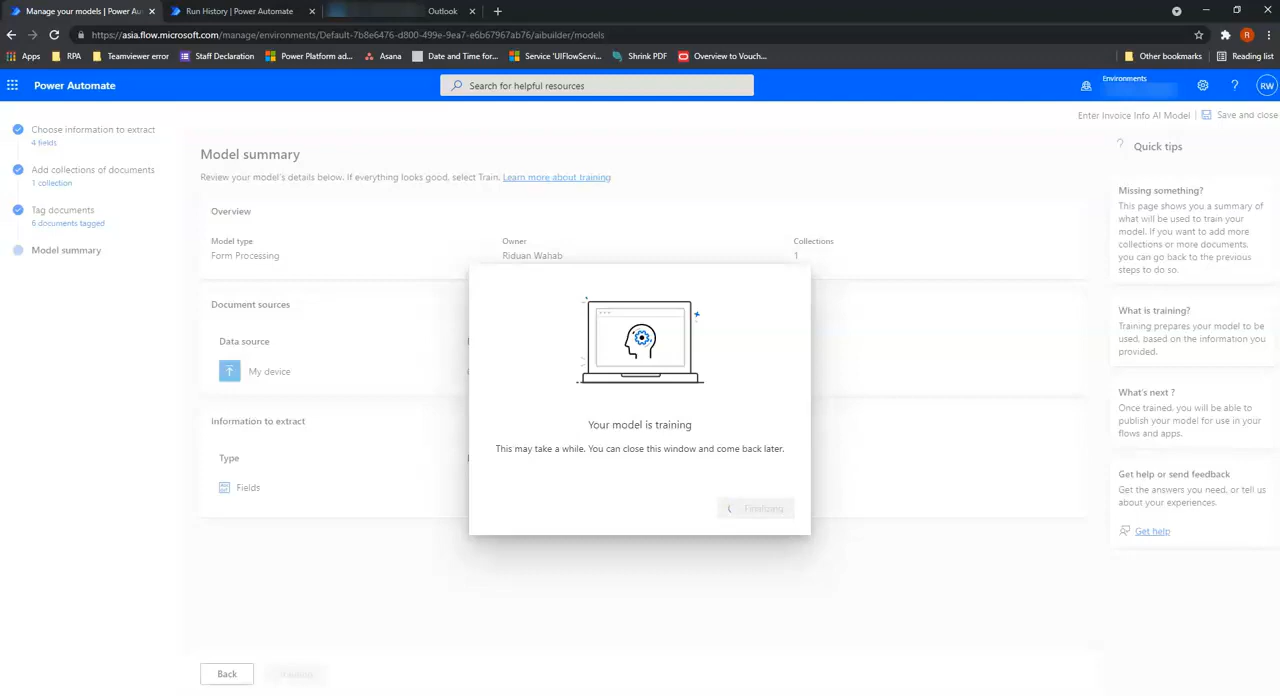 Manage your models | Power Au
Run History | Power Automate
Outlook
https://asia.flow.microsoft.com/manage/environments/Default-7b8e6476-d800-499e-9ea7-e6b67967ab76/aibuilder/models
R
Apps
RPA
Teamviewer error
Staff Declaration
Power Platform ad...
Asana
Date and Time for...
Service 'UIFlowServi...
Shrink PDF
Overview to Vouch...
Other bookmarks
Reading list
Power Automate
Search for helpful resources
Environments
?
RW
Enter Invoice Info AI Model
Save and close
Choose information to extract
4 fields
Add collections of documents
1 collection
Tag documents
6 documents tagged
Model summary
Model summary
Review your model's details below. If everything looks good, select Train. Learn more about training
Overview
Model type
Form Processing
Owner
Riduan Wahab
Collections
1
Document sources
Data source
My device
Information to extract
Type
Fields
Your model is training
This may take a while. You can close this window and come back later.
Finalizing
Back
? Quick tips
Missing something?
This page shows you a summary of
what will be used to train your
model. If you want to add more
collections or more documents,
you can go back to the previous
steps to do so.
What is training?
Training prepares your model to be
used, based on the information you
provided.
What's next ?
Once trained, you will be able to
publish your model for use in your
flows and apps.
Get help or send feedback
Get the answers you need, or tell us
about your experiences.
Get help